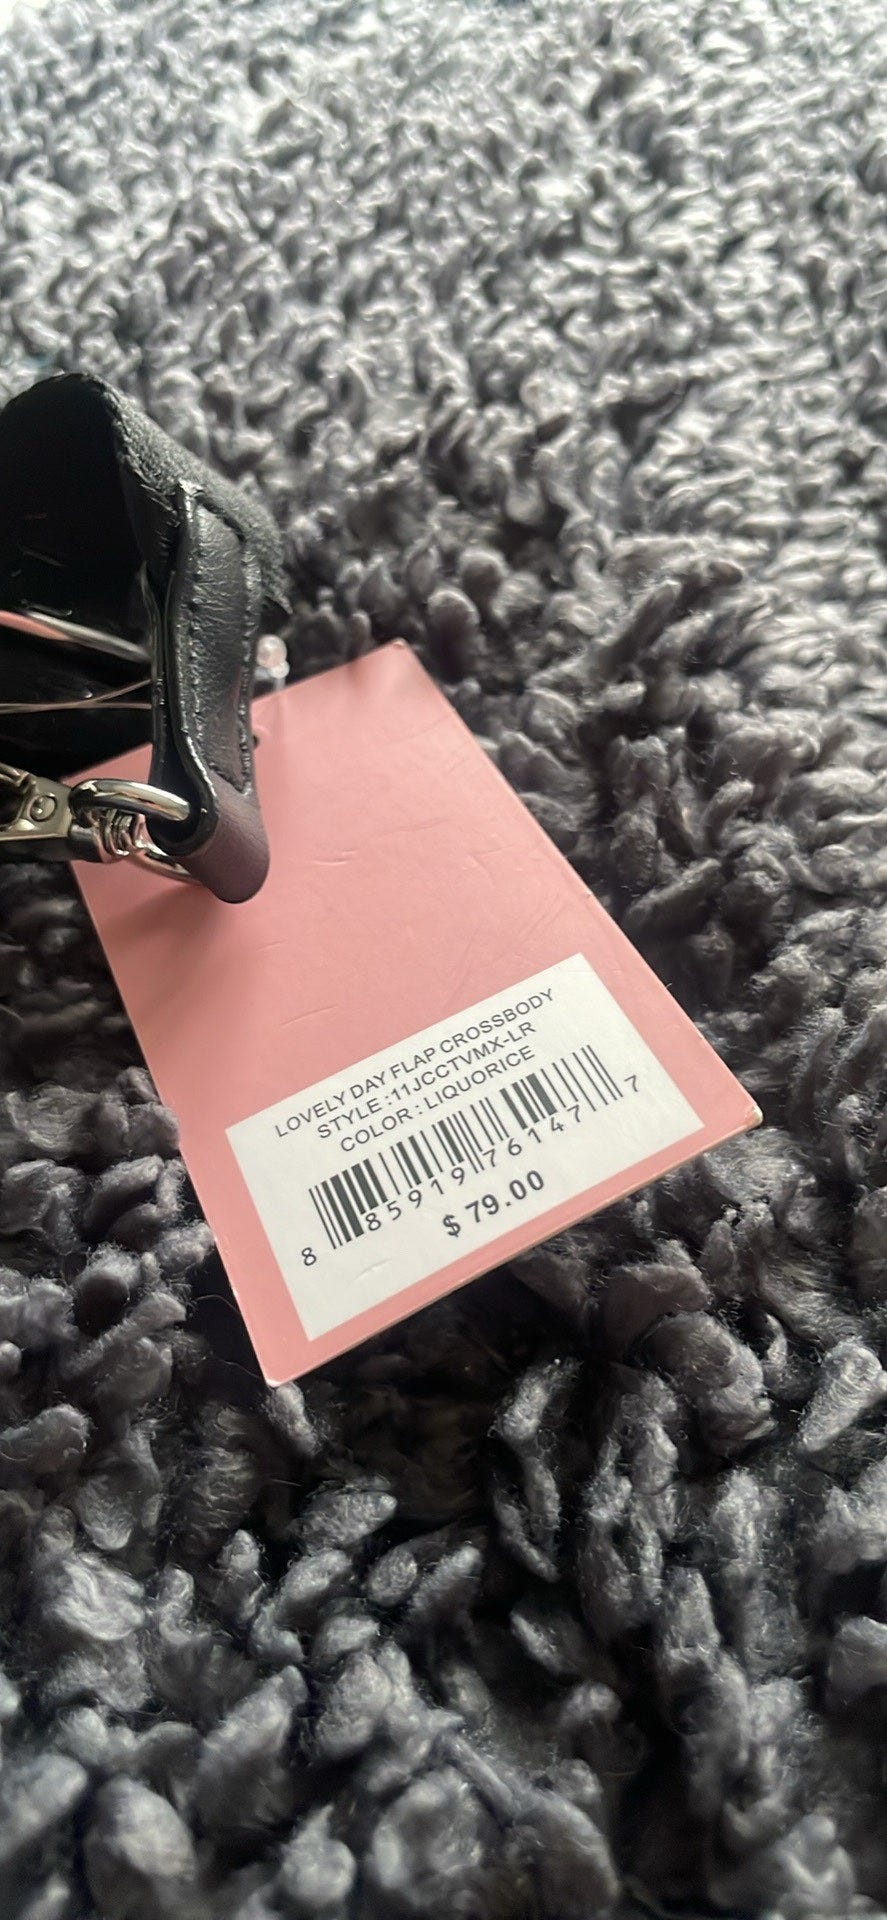 LOVELY DAY FLAP CROSSBODY
STYLE :11JCCTVMX-LR
COLOR : LIQUORICE
8 85919 76147 7
$ 79.00